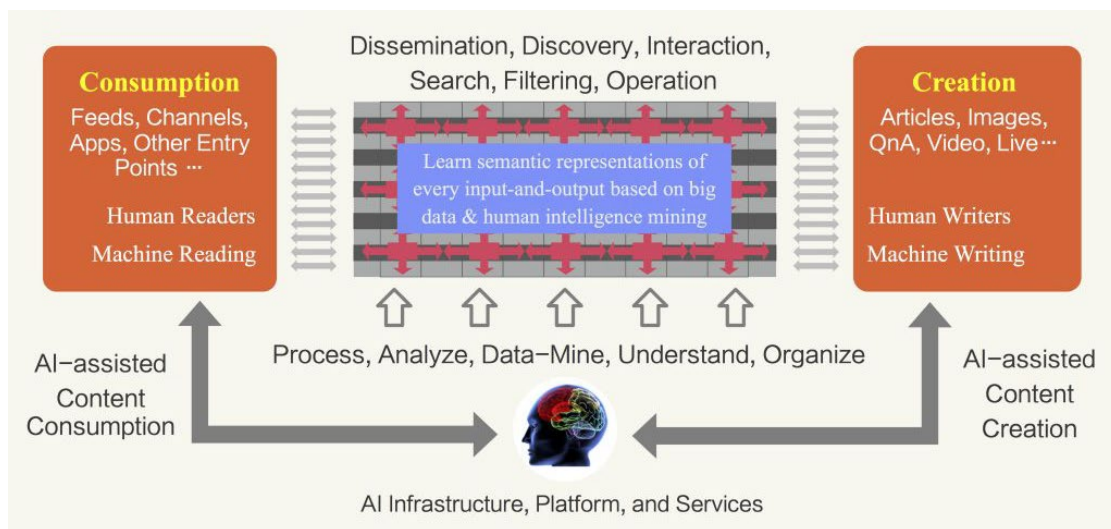 Dissemination, Discovery, Interaction,
Search, Filtering, Operation
Consumption
Feeds, Channels,
Apps, Other Entry
Points ···
Human Readers
Machine Reading
Learn semantic representations of
every input-and-output based on big
data & human intelligence mining
Creation
Articles, Images,
QnA, Video, Live···
Human Writers
Machine Writing
Process, Analyze, Data-Mine, Understand, Organize
AI-assisted
Content
Consumption
AI-assisted
Content
Creation
AI Infrastructure, Platform, and Services